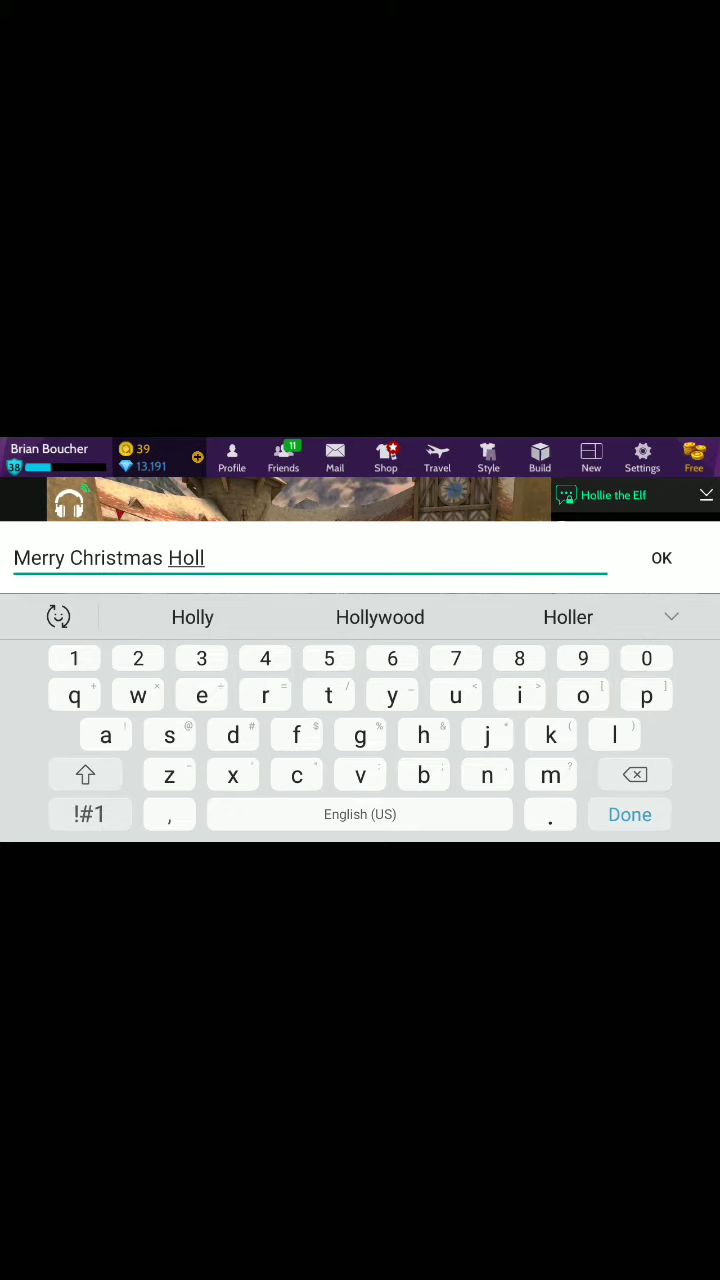 Brian Boucher
38
39
13,191
Profile
11
Friends
Mail
Shop
Travel
Style
Build
New
Settings
Free
Hollie the Elf
Merry Christmas Holl
OK
Holly Hollywood Holler
1 2 3 4 5 6 7 8 9 0
q + w × e ÷ r = t / y _ u < i > o [ p ]
a ! s @ d # f $ g % h & j * k ( l )
z - x ' c " v : b ; n , m ?
!#1 , English (US) . Done